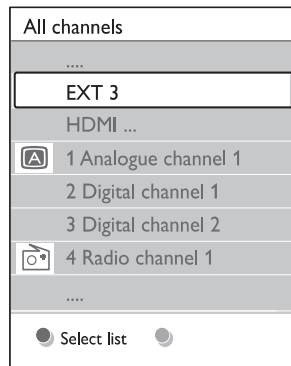 All channels
....
EXT 3
HDMI ...
A 1 Analogue channel 1
2 Digital channel 1
3 Digital channel 2
4 Radio channel 1
....
Select list